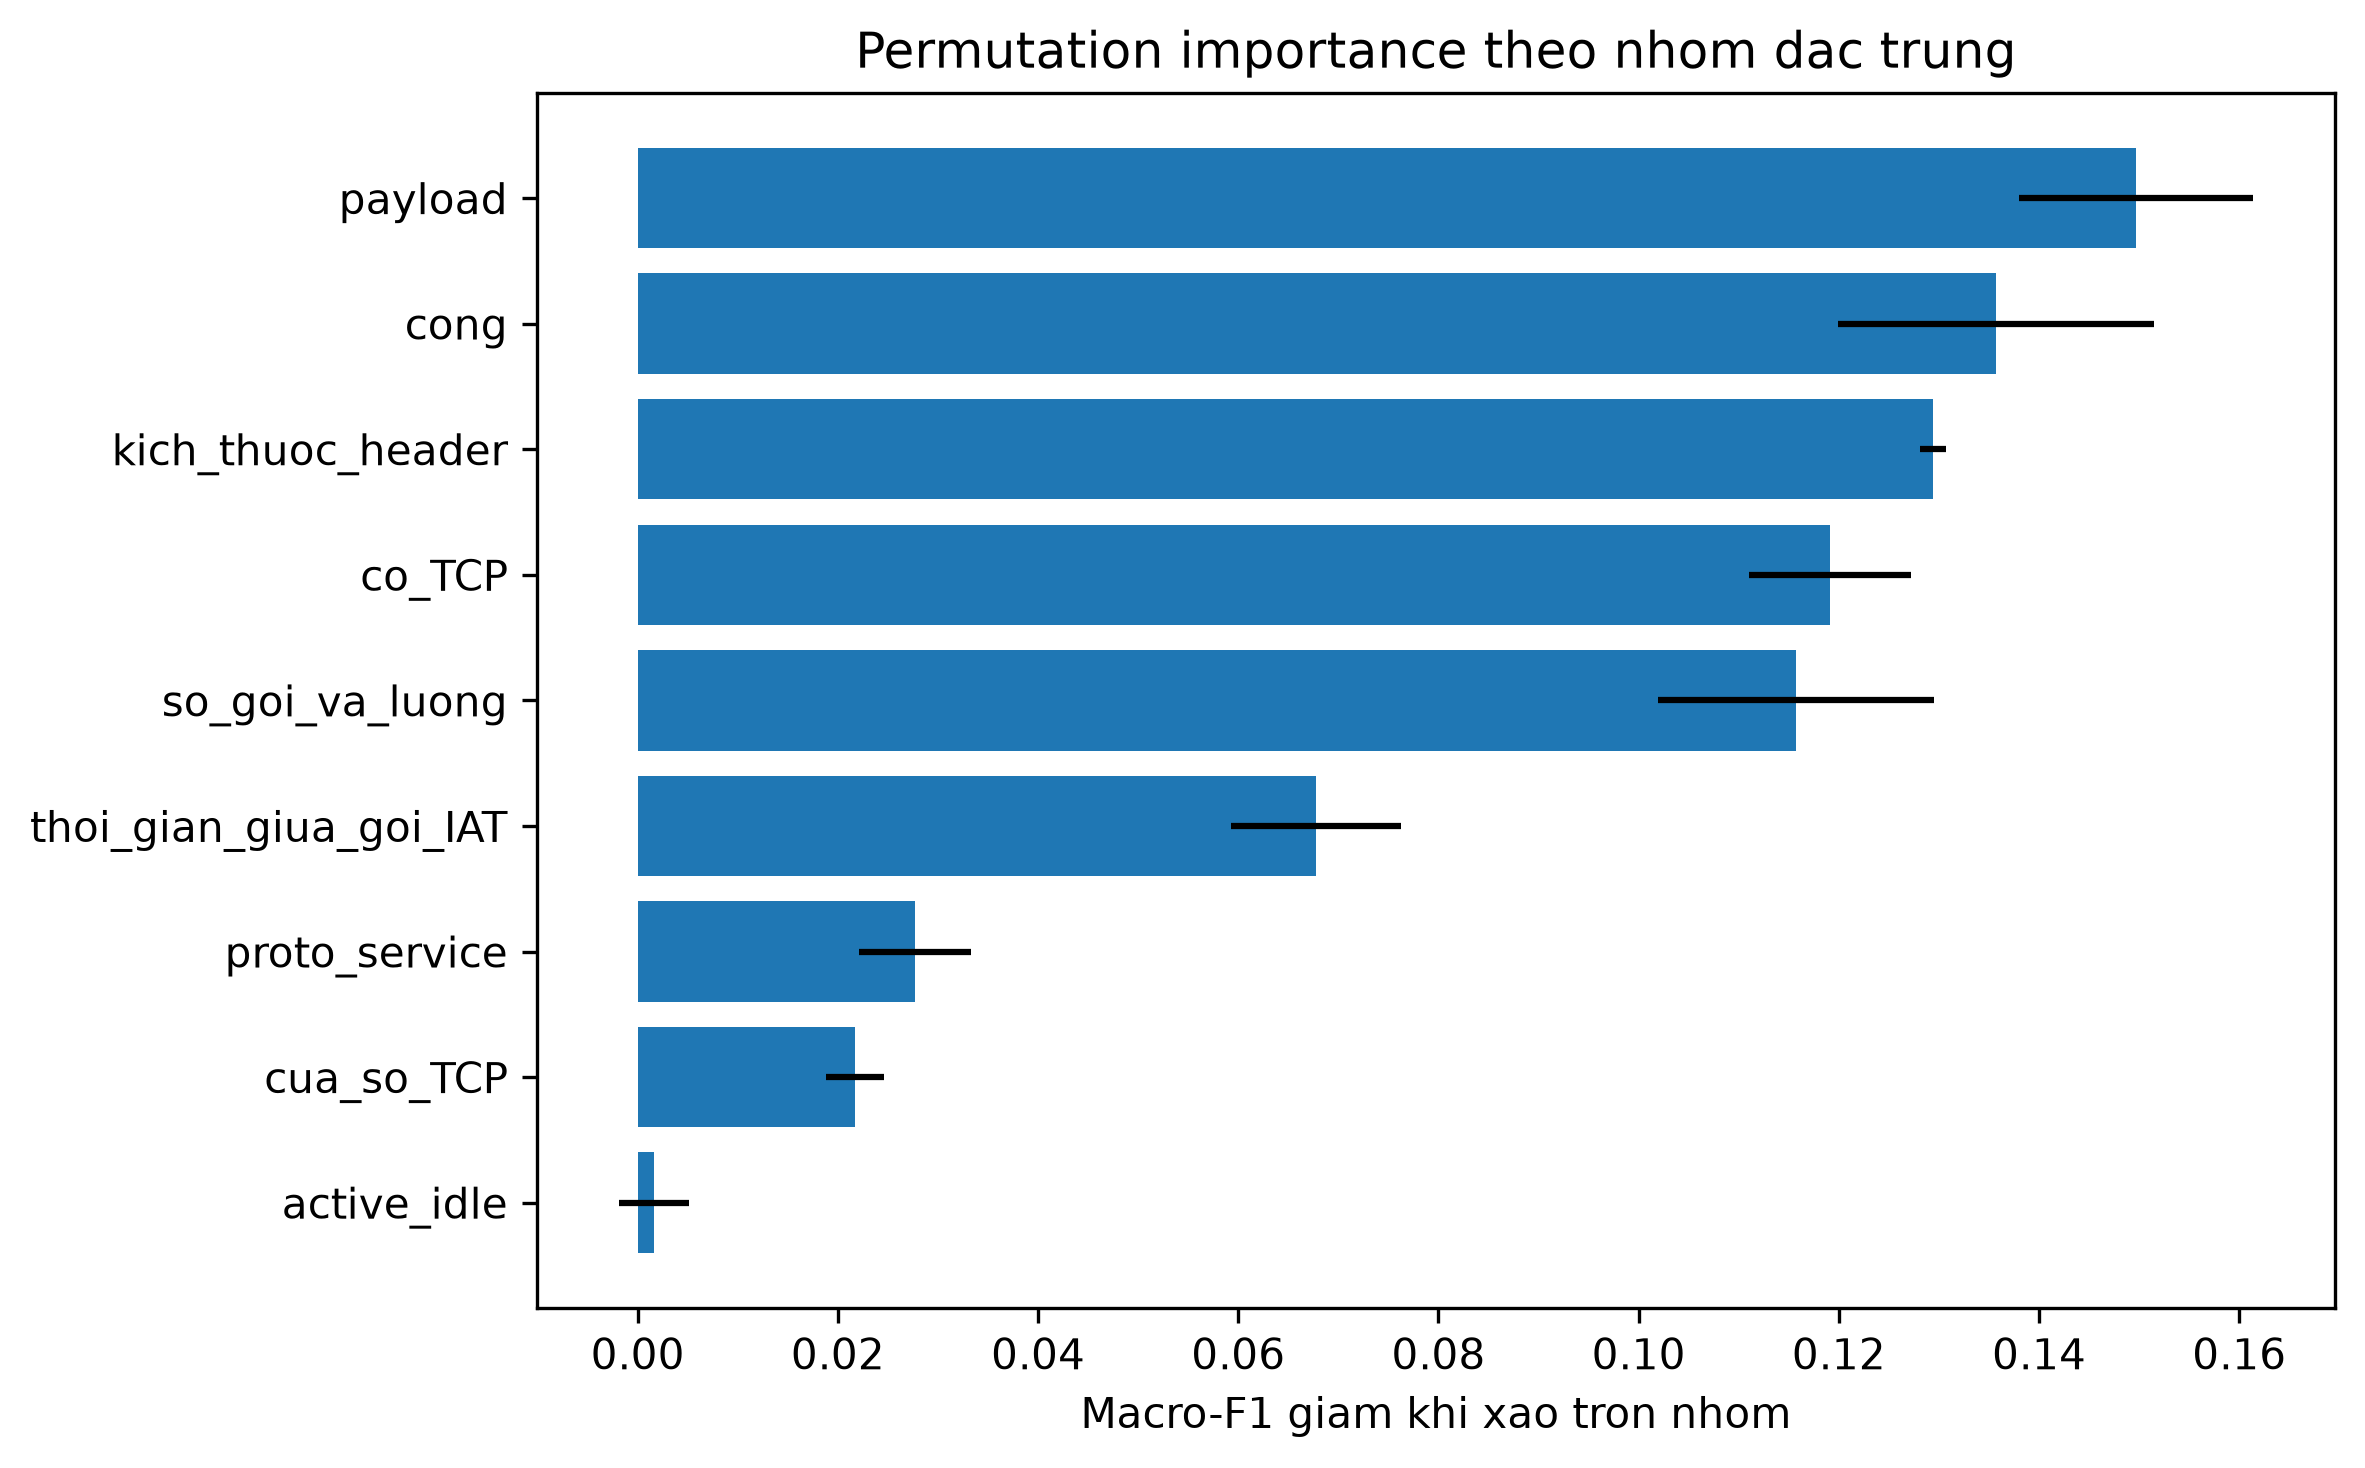 Permutation importance theo nhom dac trung
payload
cong
kich_thuoc_header
co_TCP
so_goi_va_luong
thoi_gian_giua_goi_IAT
proto_service
cua_so_TCP
active_idle
0.00 0.02 0.04 0.06 0.08 0.10 0.12 0.14 0.16
Macro-F1 giam khi xao tron nhom